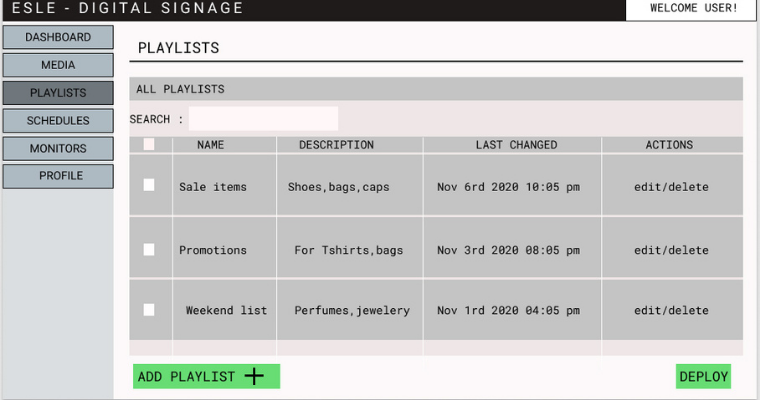 ESLE - DIGITAL SIGNAGE
WELCOME USER!
DASHBOARD
MEDIA
PLAYLISTS
SCHEDULES
MONITORS
PROFILE
PLAYLISTS
ALL PLAYLISTS
SEARCH :
NAME DESCRIPTION LAST CHANGED ACTIONS
Sale items Shoes,bags,caps Nov 6rd 2020 10:05 pm edit/delete
Promotions For Tshirts,bags Nov 3rd 2020 08:05 pm edit/delete
Weekend list Perfumes,jewelery Nov 1rd 2020 04:05 pm edit/delete
ADD PLAYLIST +
DEPLOY